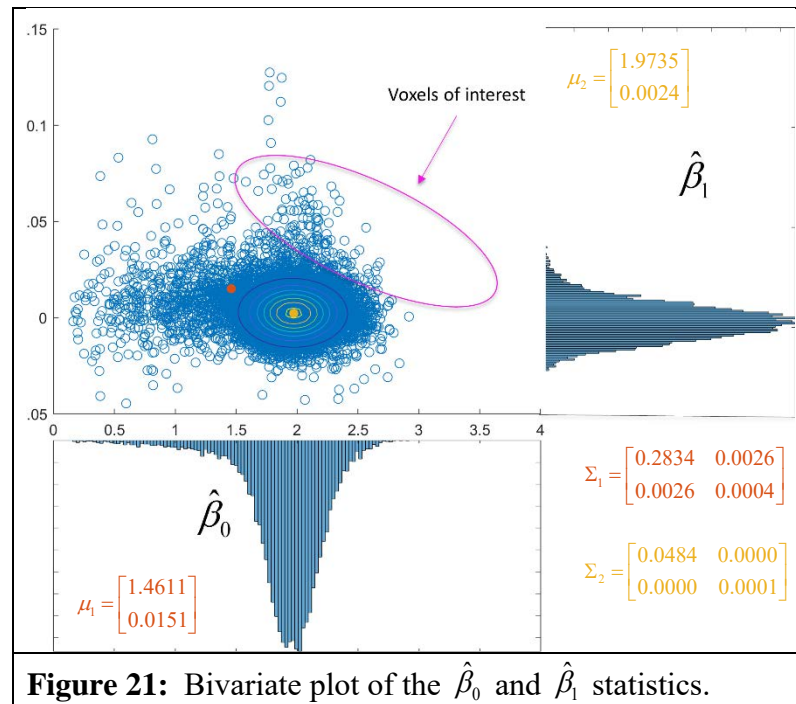 .15
0.1
0.05
0
.05
0 0.5 1 1.5 2 2.5 3 3.5 4
Voxels of interest
μ₂ = [1.9735
0.0024]
β̂₁
β̂₀
μ₁ = [1.4611
0.0151]
Σ₁ = [0.2834 0.0026
0.0026 0.0004]
Σ₂ = [0.0484 0.0000
0.0000 0.0001]
Figure 21: Bivariate plot of the β̂₀ and β̂₁ statistics.